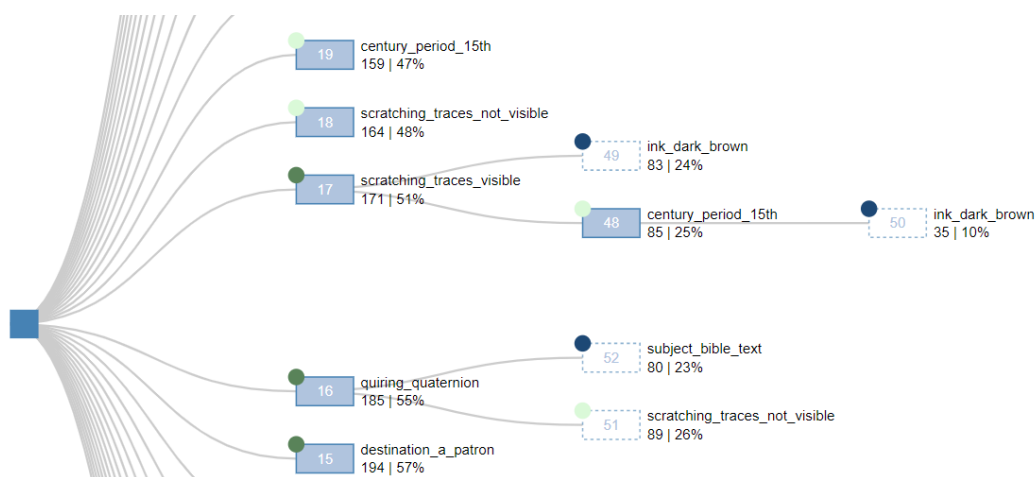 19
century_period_15th
159 | 47%
18
scratching_traces_not_visible
164 | 48%
17
scratching_traces_visible
171 | 51%
49
ink_dark_brown
83 | 24%
48
century_period_15th
85 | 25%
50
ink_dark_brown
35 | 10%
16
quiring_quaternion
185 | 55%
52
subject_bible_text
80 | 23%
51
scratching_traces_not_visible
89 | 26%
15
destination_a_patron
194 | 57%